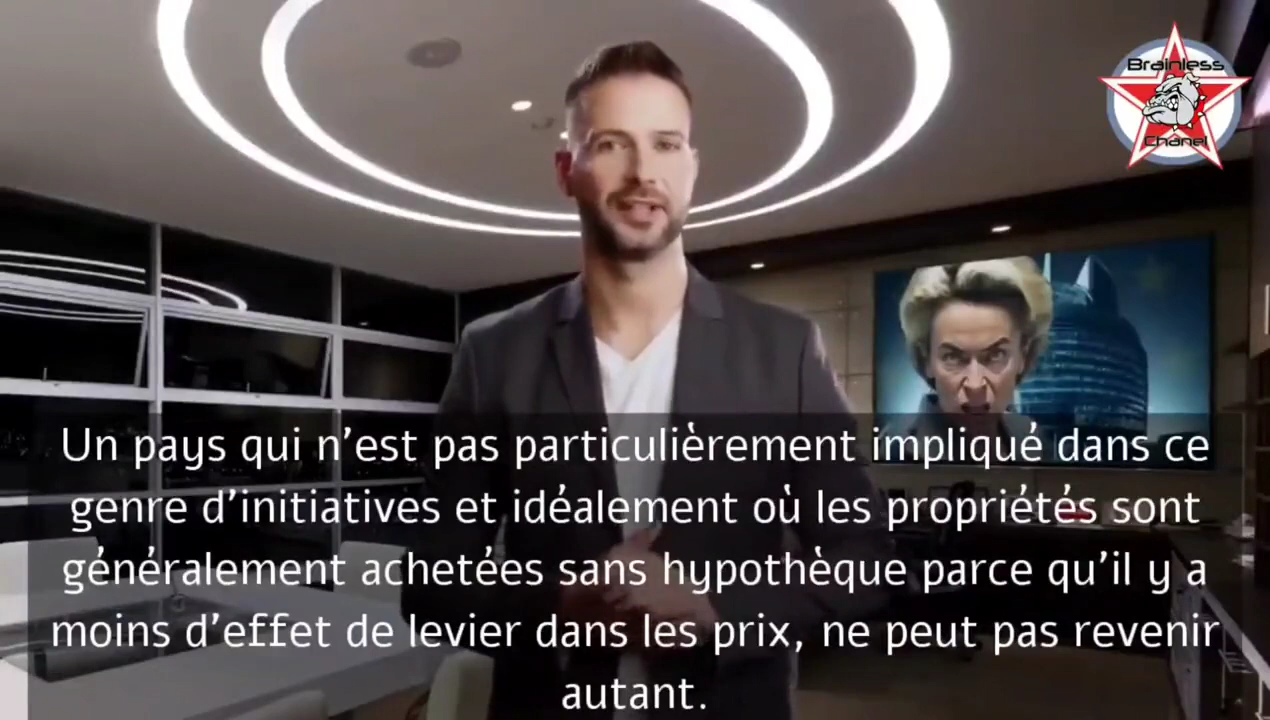 Brainless
Chanel
Un pays qui n'est pas particulièrement impliqué dans ce
genre d'initiatives et idéalement où les propriétés sont
généralement achetées sans hypothèque parce qu'il y a
moins d'effet de levier dans les prix, ne peut pas revenir
autant.